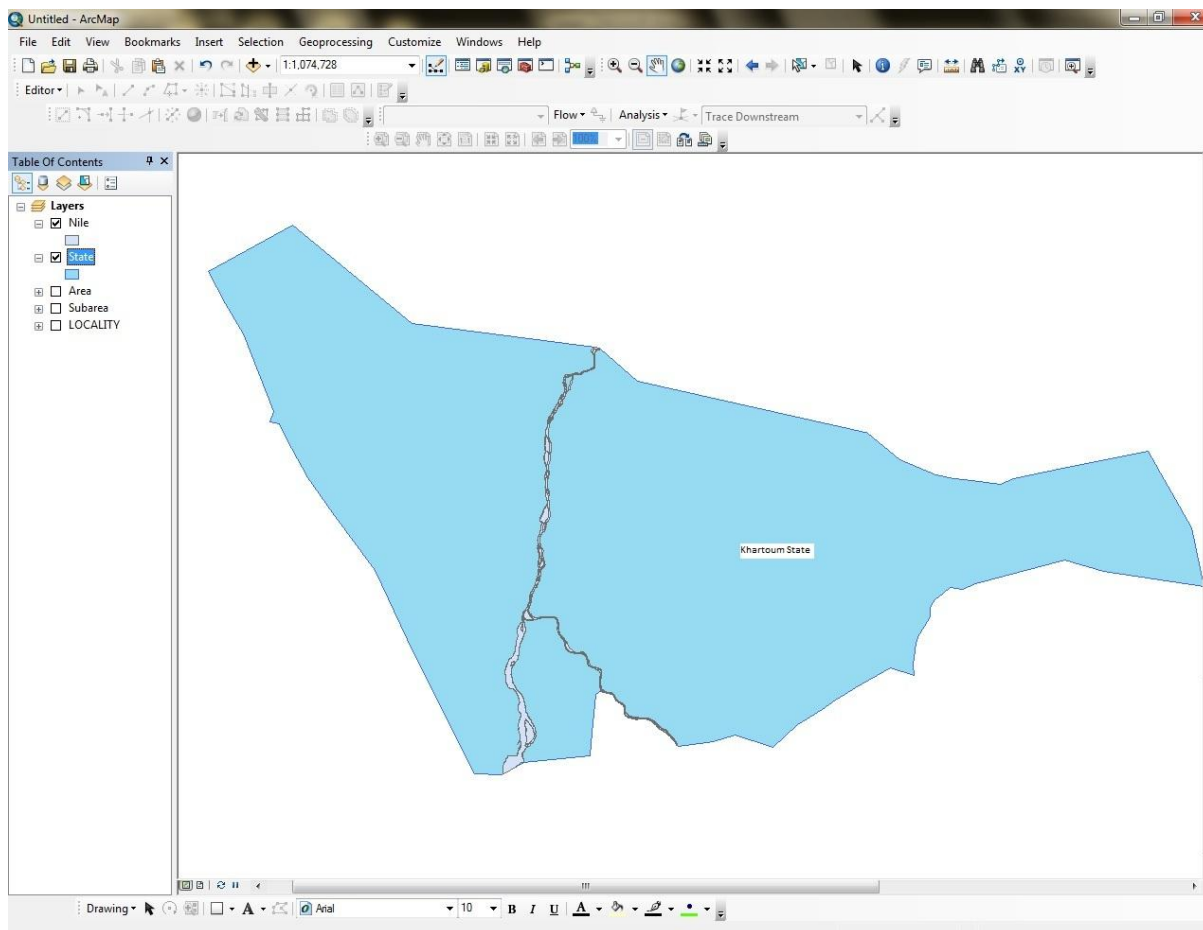 Untitled - ArcMap
File Edit View Bookmarks Insert Selection Geoprocessing Customize Windows Help
1:1,074,728
Editor
Flow Analysis Trace Downstream
100%
Table Of Contents
Layers
Nile
State
Area
Subarea
LOCALITY
Khartoum State
Drawing A Arial 10 B I U A